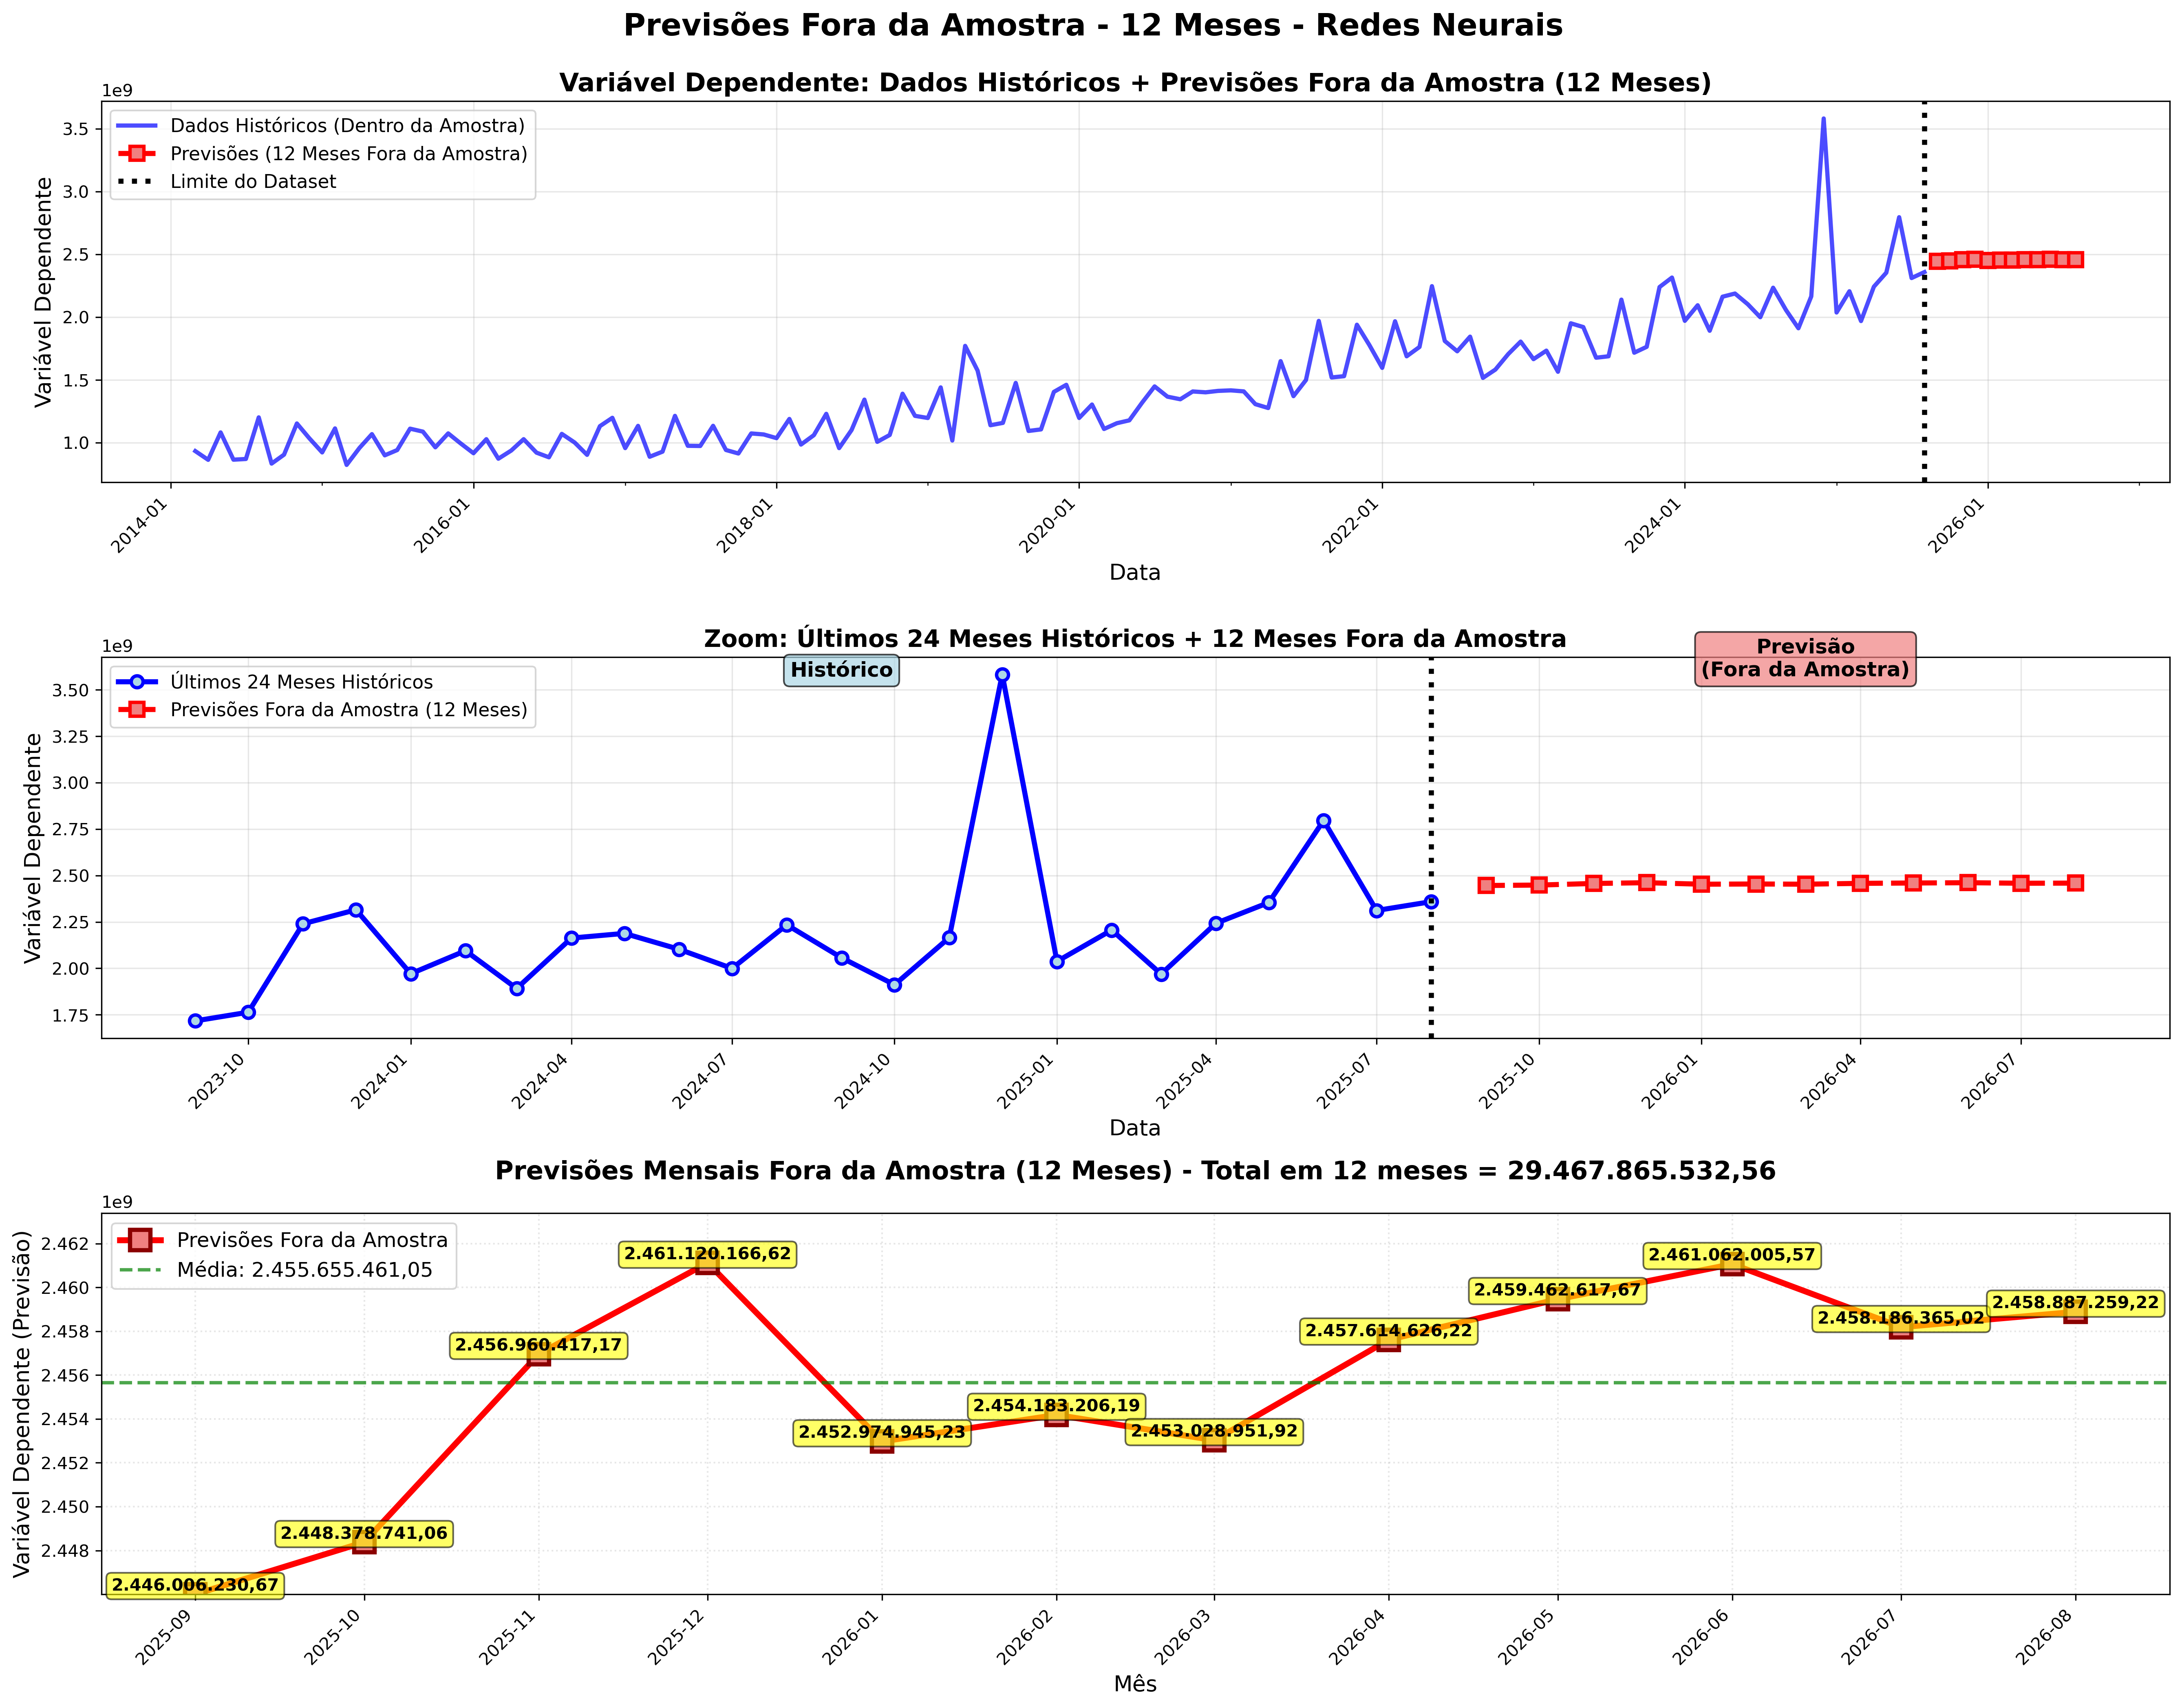 Previsões Fora da Amostra - 12 Meses - Redes Neurais
Variável Dependente: Dados Históricos + Previsões Fora da Amostra (12 Meses)
1e9
Dados Históricos (Dentro da Amostra)
Previsões (12 Meses Fora da Amostra)
Limite do Dataset
Variável Dependente
3.5
3.0
2.5
2.0
1.5
1.0
2014-01
2016-01
2018-01
2020-01
2022-01
2024-01
2026-01
Data
Zoom: Últimos 24 Meses Históricos + 12 Meses Fora da Amostra
1e9
Últimos 24 Meses Históricos
Previsões Fora da Amostra (12 Meses)
Histórico
Previsão
(Fora da Amostra)
Variável Dependente
3.50
3.25
3.00
2.75
2.50
2.25
2.00
1.75
2023-10
2024-01
2024-04
2024-07
2024-10
2025-01
2025-04
2025-07
2025-10
2026-01
2026-04
2026-07
Data
Previsões Mensais Fora da Amostra (12 Meses) - Total em 12 meses = 29.467.865.532,56
1e9
Previsões Fora da Amostra
Média: 2.455.655.461,05
Variável Dependente (Previsão)
2.462
2.460
2.458
2.456
2.454
2.452
2.450
2.448
2.446.006.230,67
2.448.378.741,06
2.456.960.417,17
2.461.120.166,62
2.452.974.945,23
2.454.183.206,19
2.453.028.951,92
2.457.614.626,22
2.459.462.617,67
2.461.062.005,57
2.458.186.365,02
2.458.887.259,22
2025-09
2025-10
2025-11
2025-12
2026-01
2026-02
2026-03
2026-04
2026-05
2026-06
2026-07
2026-08
Mês